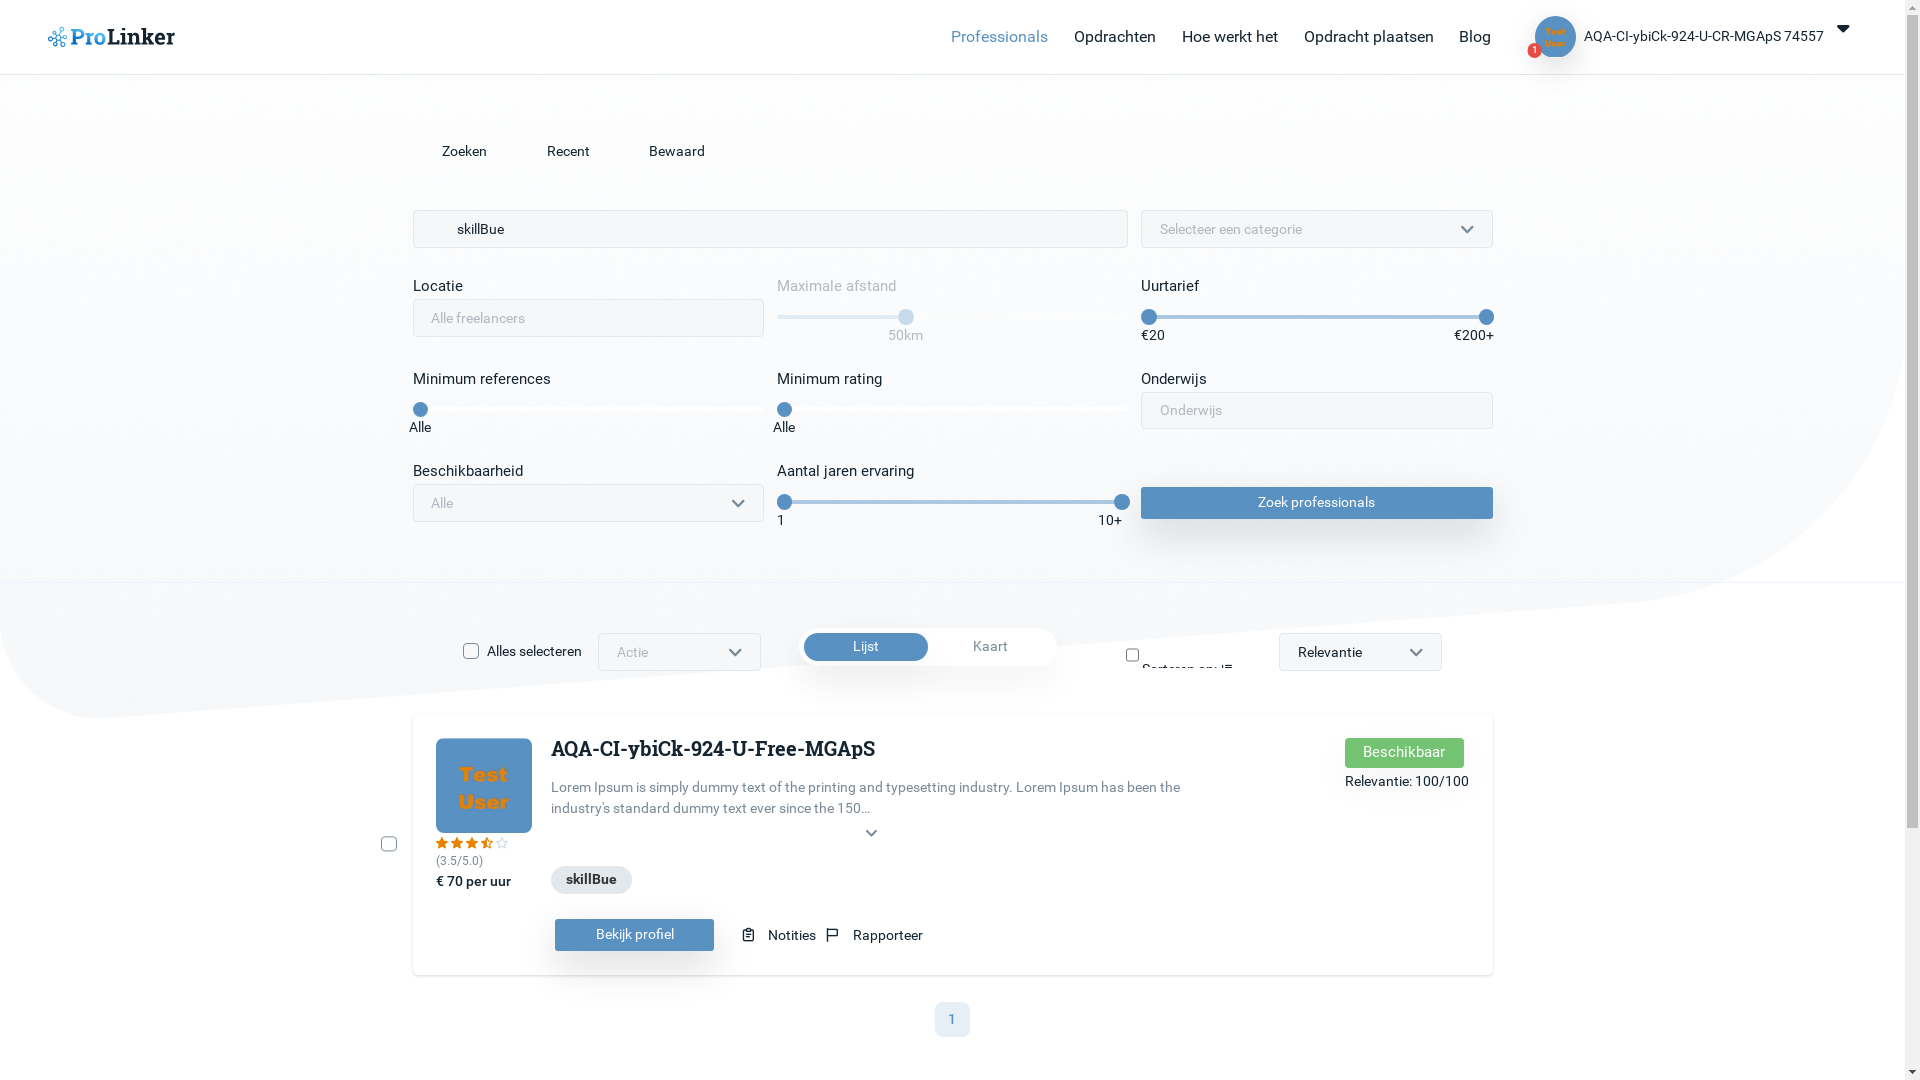 ProLinker
Professionals Opdrachten Hoe werkt het Opdracht plaatsen Blog
Test User
1
AQA-CI-ybiCk-924-U-CR-MGApS 74557
Zoeken Recent Bewaard
skillBue
Selecteer een categorie
Locatie
Alle freelancers
Maximale afstand
50km
Uurtarief
€20 €200+
Minimum references
Alle
Minimum rating
Alle
Onderwijs
Onderwijs
Beschikbaarheid
Alle
Aantal jaren ervaring
1 10+
Zoek professionals
Alles selecteren
Actie
Lijst Kaart
Relevantie
Test
User
(3.5/5.0)
€ 70 per uur
AQA-CI-ybiCk-924-U-Free-MGApS
Lorem Ipsum is simply dummy text of the printing and typesetting industry. Lorem Ipsum has been the
industry's standard dummy text ever since the 150...
skillBue
Bekijk profiel
Notities
Rapporteer
Beschikbaar
Relevantie: 100/100
1